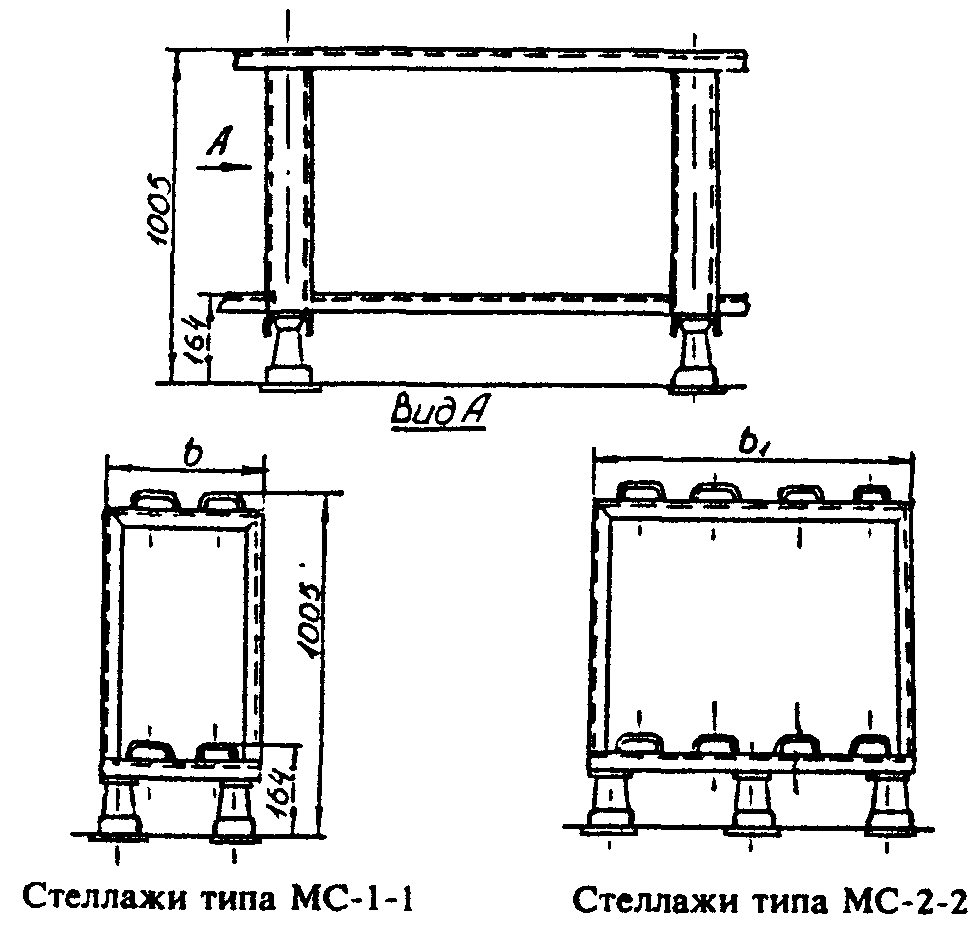 A
1005
164
Вид А
b
b₁
1005
164
Стеллажи типа МС-1-1
Стеллажи типа МС-2-2